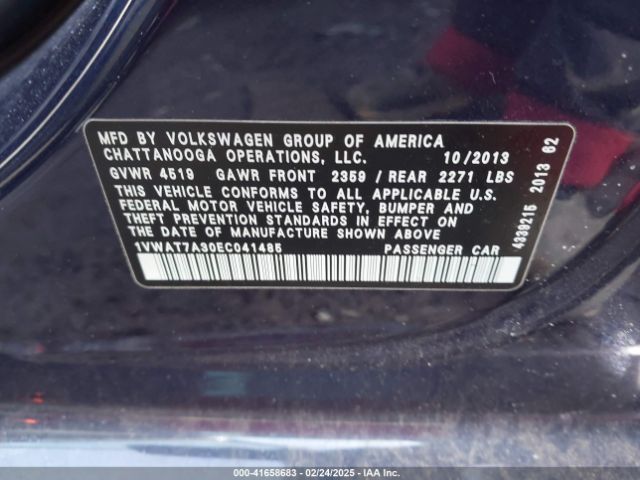 MFD BY VOLKSWAGEN GROUP OF AMERICA
CHATTANOOGA OPERATIONS, LLC. 10/2013
GVWR 4519 GAWR FRONT 2359 / REAR 2271 LBS
THIS VEHICLE CONFORMS TO ALL APPLICABLE U.S.
FEDERAL MOTOR VEHICLE SAFETY, BUMPER AND
THEFT PREVENTION STANDARDS IN EFFECT ON
THE DATE OF MANUFACTURE SHOWN ABOVE
1VWAT7A30EC041485 PASSENGER CAR
4339215 2013 82
000-41658683 - 02/24/2025 - IAA Inc.